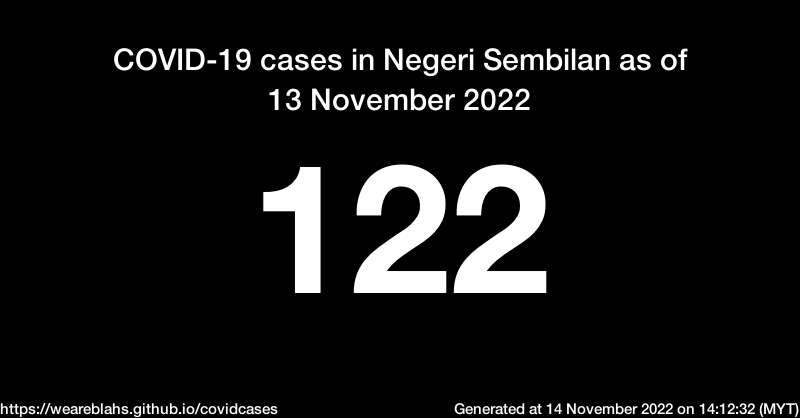 COVID-19 cases in Negeri Sembilan as of
13 November 2022
122
https://weareblahs.github.io/covidcases
Generated at 14 November 2022 on 14:12:32 (MYT)